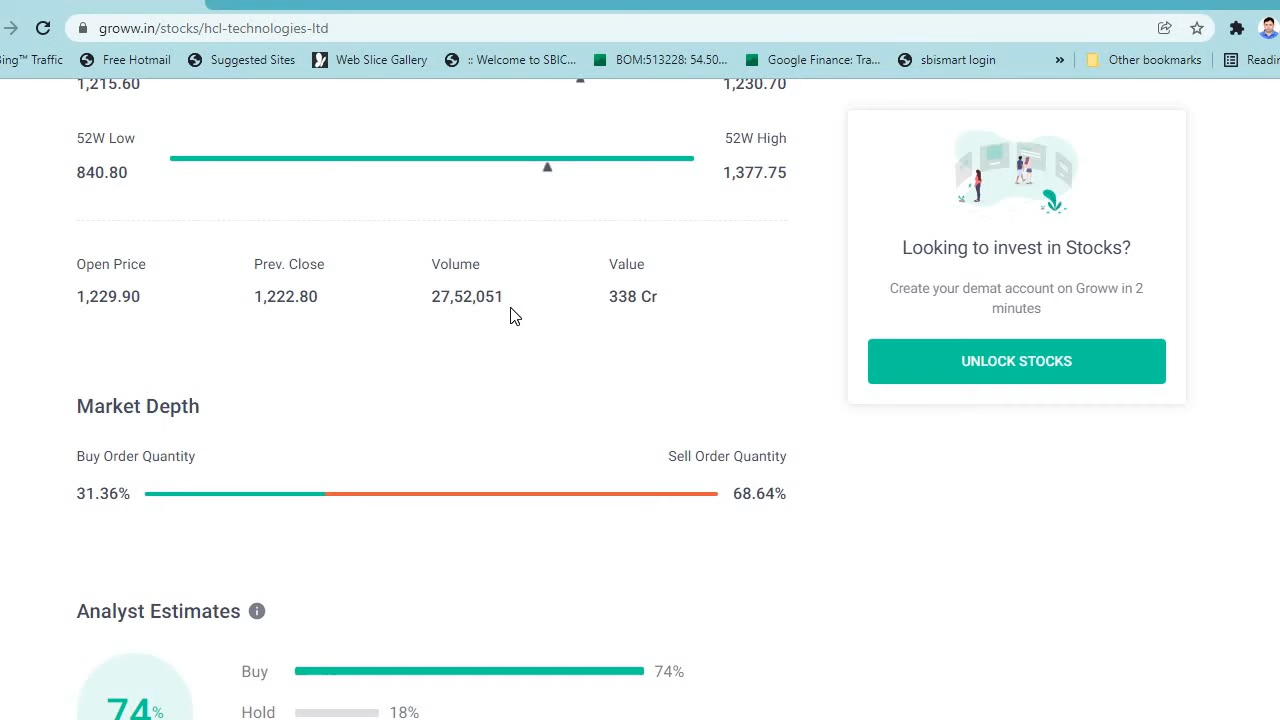 groww.in/stocks/hcl-technologies-ltd
Bing™ Traffic Free Hotmail Suggested Sites Web Slice Gallery :: Welcome to SBIC... BOM:513228: 54.50... Google Finance: Tra... sbismart login » Other bookmarks Readin
1,215.60 1,230.70
52W Low 52W High
840.80 1,377.75
Open Price Prev. Close Volume Value
1,229.90 1,222.80 27,52,051 338 Cr
Market Depth
Buy Order Quantity Sell Order Quantity
31.36% 68.64%
Analyst Estimates
Buy 74%
74%
Hold 18%
Looking to invest in Stocks?
Create your demat account on Groww in 2
minutes
UNLOCK STOCKS